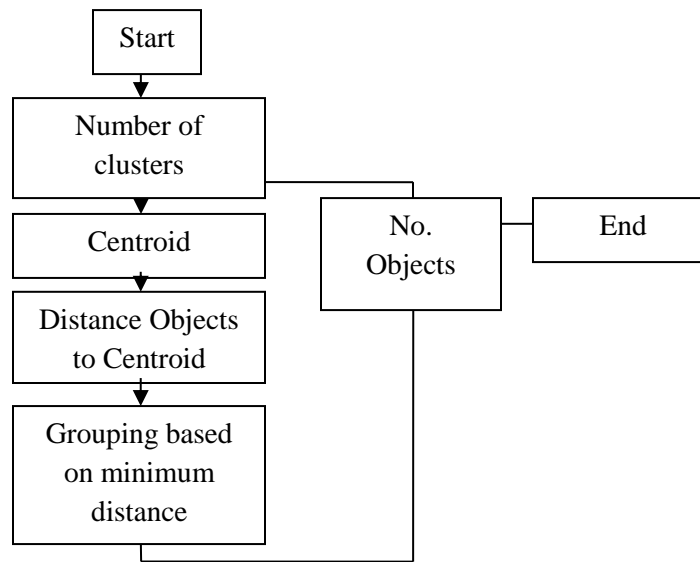 Start
Number of
clusters
Centroid
Distance Objects
to Centroid
Grouping based
on minimum
distance
No.
Objects
End